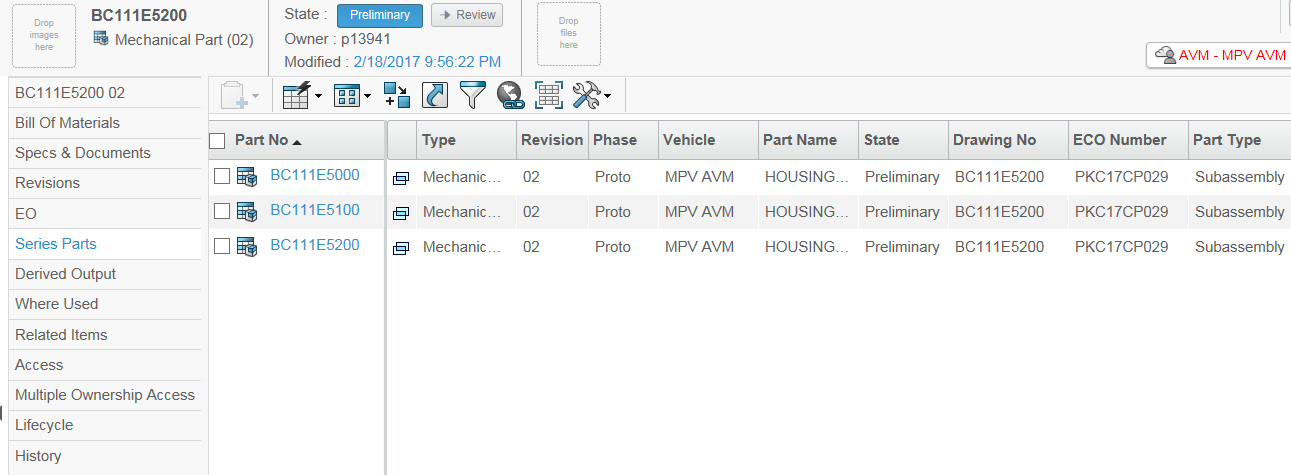 Drop images here
BC111E5200
Mechanical Part (02)
State : Preliminary Review
Owner : p13941
Modified : 2/18/2017 9:56:22 PM
Drop files here
AVM - MPV AVM
BC111E5200 02
Bill Of Materials
Specs & Documents
Revisions
EO
Series Parts
Derived Output
Where Used
Related Items
Access
Multiple Ownership Access
Lifecycle
History
Part No Type Revision Phase Vehicle Part Name State Drawing No ECO Number Part Type
BC111E5000 Mechanic... 02 Proto MPV AVM HOUSING... Preliminary BC111E5200 PKC17CP029 Subassembly
BC111E5100 Mechanic... 02 Proto MPV AVM HOUSING... Preliminary BC111E5200 PKC17CP029 Subassembly
BC111E5200 Mechanic... 02 Proto MPV AVM HOUSING... Preliminary BC111E5200 PKC17CP029 Subassembly